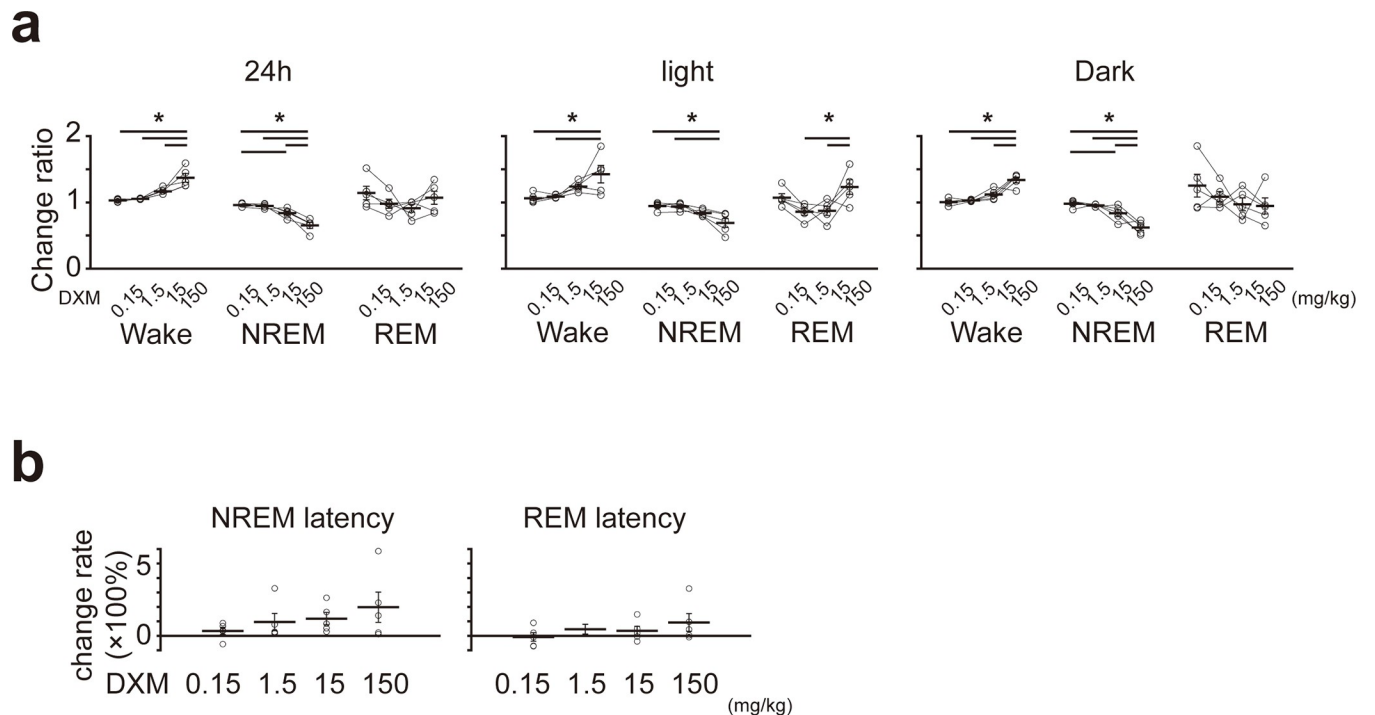 a
24h light Dark
* * * * * * *
Change ratio
2
1
0
DXM 0.15 1.5 15 150 0.15 1.5 15 150 0.15 1.5 15 150 0.15 1.5 15 150 0.15 1.5 15 150 0.15 1.5 15 150 0.15 1.5 15 150 0.15 1.5 15 150 0.15 1.5 15 150 (mg/kg)
Wake NREM REM Wake NREM REM Wake NREM REM
b
NREM latency REM latency
change rate
(×100%)
5
0
DXM 0.15 1.5 15 150 0.15 1.5 15 150
(mg/kg)